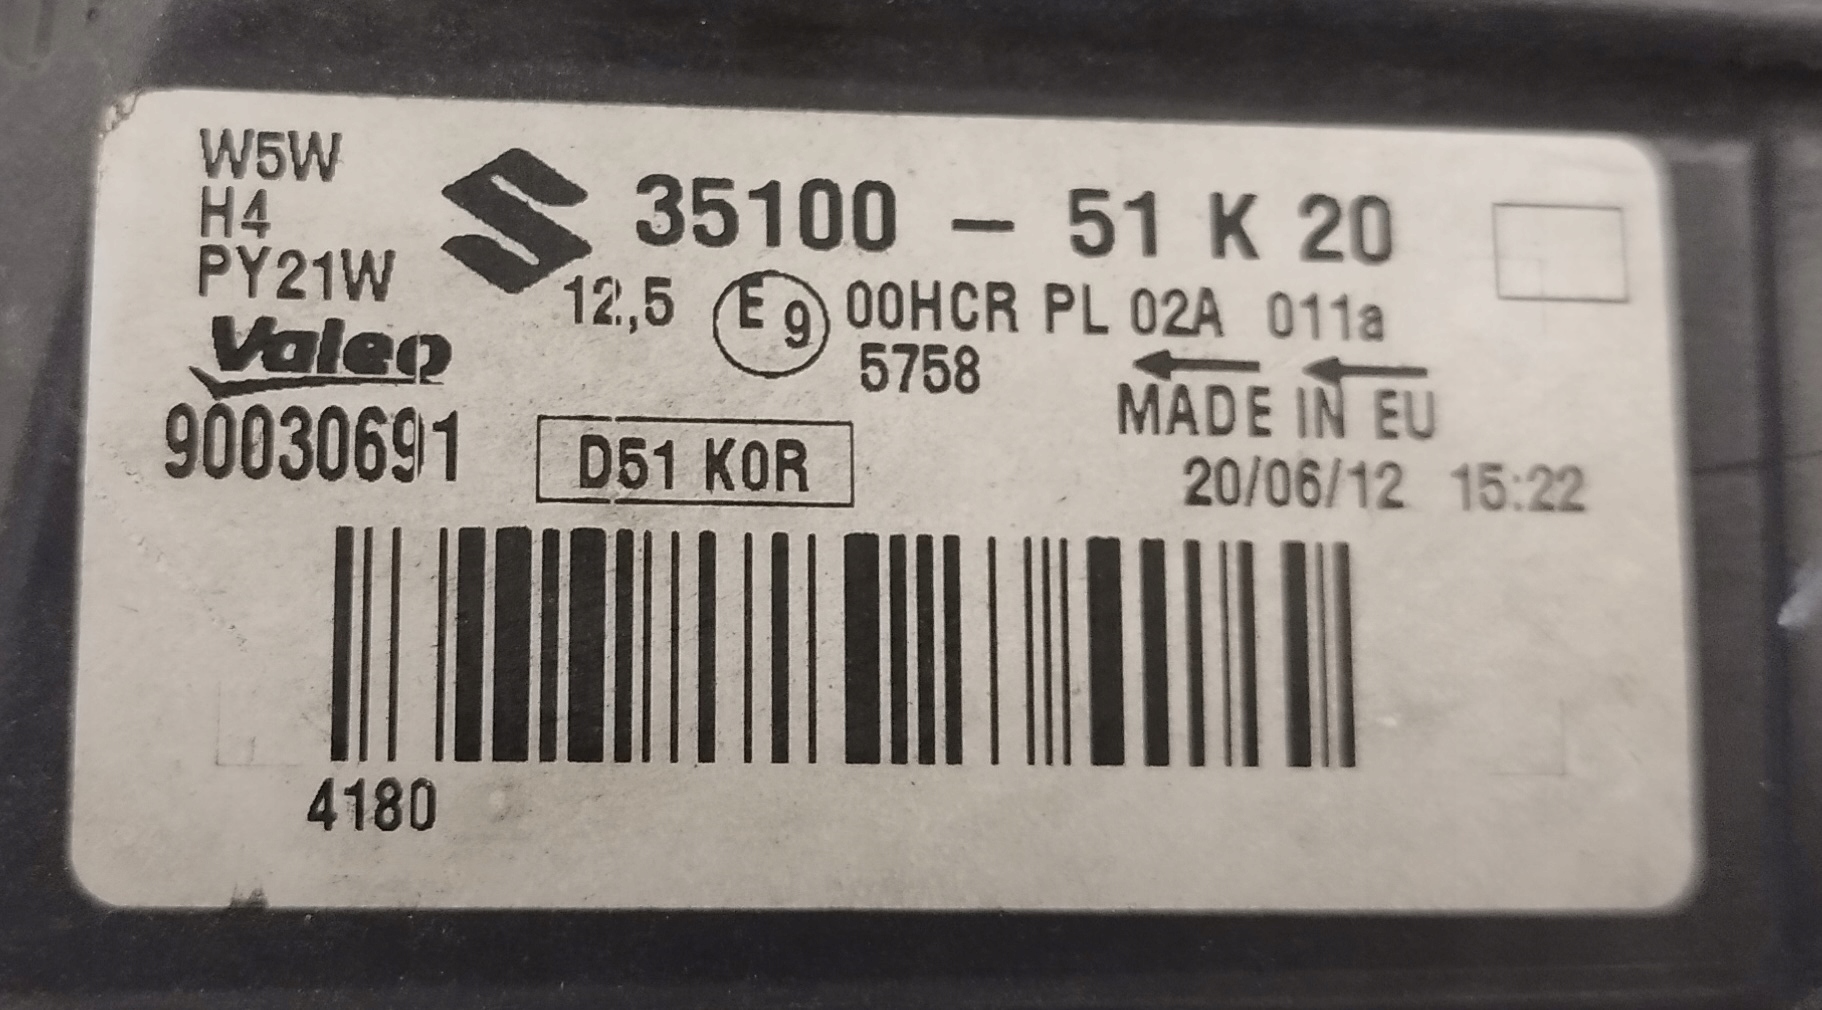 W5W
H4
PY21W
35100 - 51 K 20
12,5 E9 00HCR PL 02A 011a
5758
Valeo
MADE IN EU
90030691
D51 KOR
20/06/12 15:22
4180